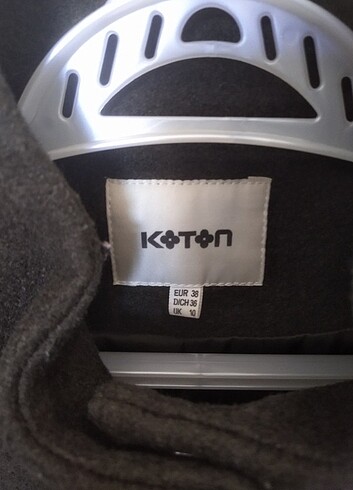 KOTON
EUR 38
D/CH 36
UK 10